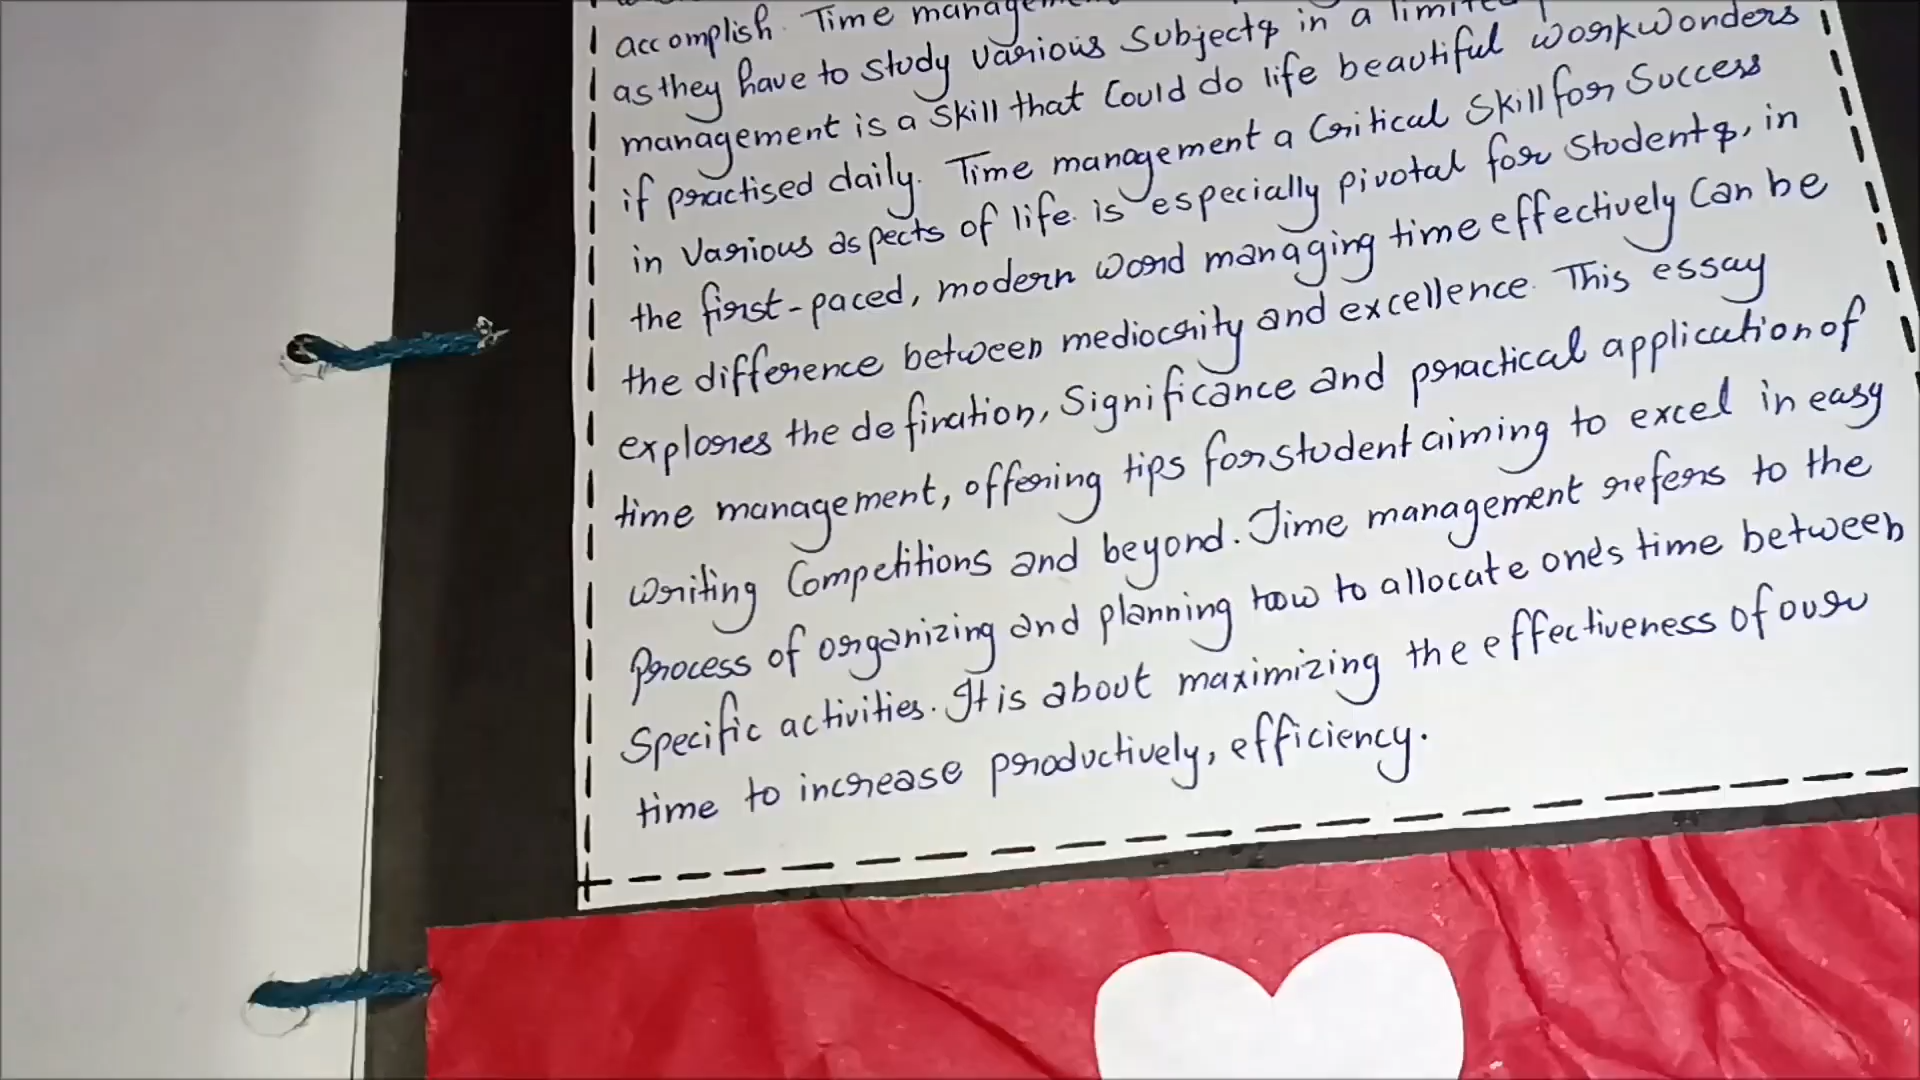 accomplish. Time
as they have to study various Subjects in a
management is a skill that Could do life beautiful work wonders
if practised daily. Time management a Critical Skill for Success
in various aspects of life. is especially pivotal for Students, in
the first-paced, modern word managing time effectively Can be
the difference between mediocrity and excellence. This essay
explores the defination, Significance and practical application of
time management, offering tips for student aiming to excel in easy
writing Competitions and beyond. Time management refers to the
Process of organizing and planning how to allocate one's time between
Specific activities. It is about maximizing the effectiveness of our
time to increase productively, efficiency.